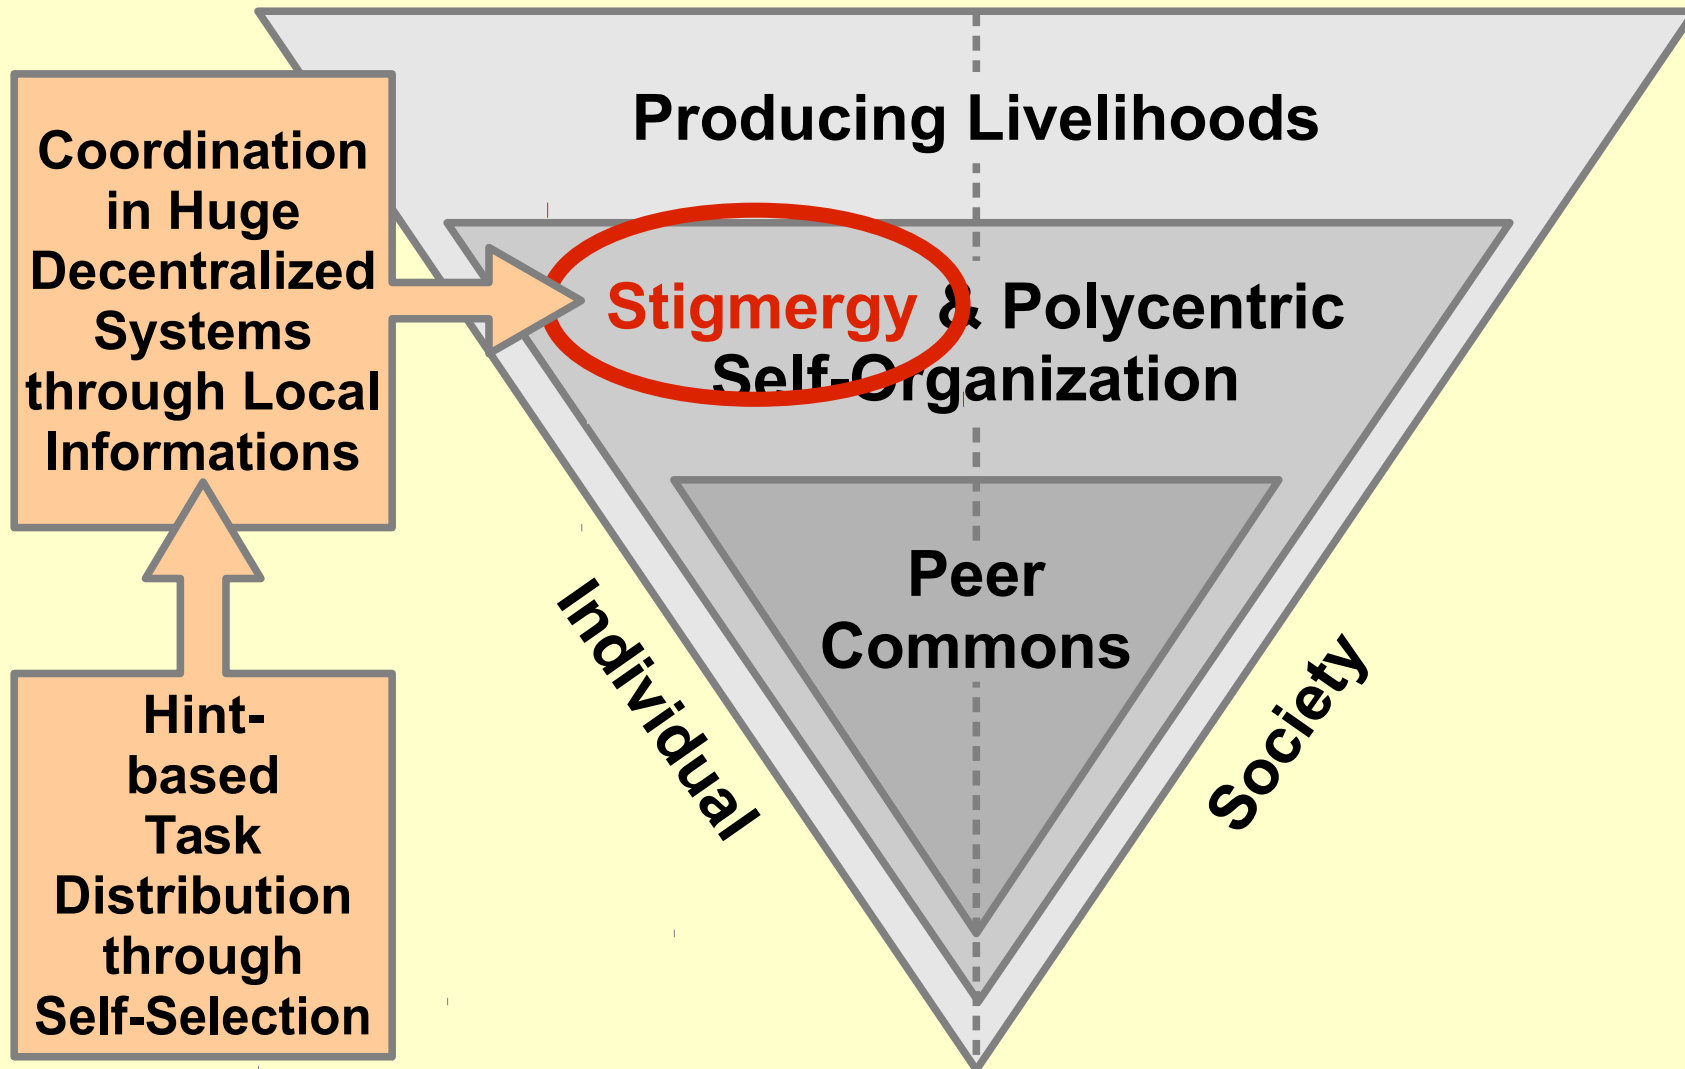 Producing Livelihoods
Coordination
in Huge
Decentralized
Systems
through Local
Informations
Stigmergy & Polycentric
Self-Organization
Peer
Commons
Individual
Society
Hint-
based
Task
Distribution
through
Self-Selection